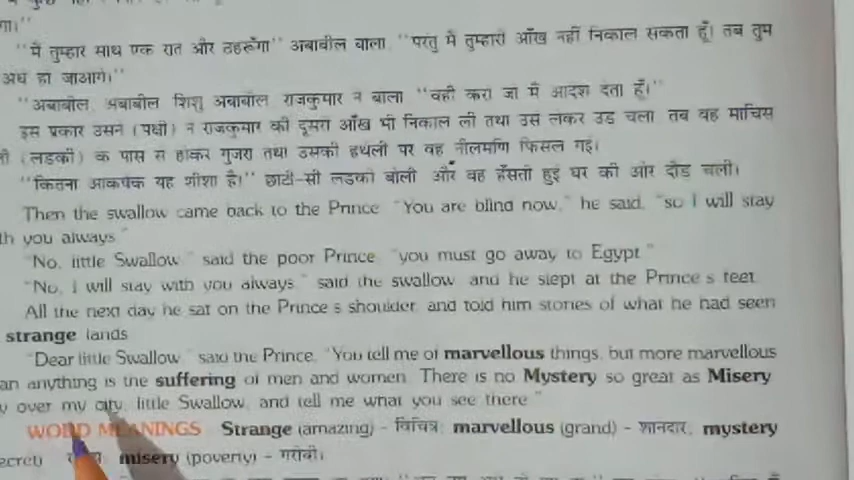 गा।"
"मैं तुम्हारे साथ एक रात और ठहरूँगा" अबाबील बोला, "परंतु मैं तुम्हारी आँख नहीं निकाल सकता हूँ। तब तुम
अंधे हो जाओगे।"
"अबाबील, अबाबील शिशु अबाबील राजकुमार ने बोला "वही करो जो मैं आदेश देता हूँ।"
इस प्रकार उसने (पक्षी) ने राजकुमार की दूसरी आँख भी निकाल ली तथा उसे लेकर उड़ चला तब वह माचिस
(लड़की) के पास से होकर गुजरा तथा उसकी हथेली पर वह नीलमणि फिसल गई।
"कितना आकर्षक यह शीशा है।" छोटी-सी लड़की बोली और वह हँसती हुई घर की ओर दौड़ चली।
Then the swallow came back to the Prince "You are blind now," he said, "so I will stay
th you always."
"No, little Swallow," said the poor Prince, "you must go away to Egypt."
"No, I will stay with you always," said the swallow and he slept at the Prince's feet.
All the next day he sat on the Prince's shoulder, and told him stories of what he had seen
strange lands
"Dear little Swallow," said the Prince, "You tell me of marvellous things, but more marvellous
an anything is the suffering of men and women. There is no Mystery so great as Misery
y over my city, little Swallow, and tell me what you see there."
WORD MEANINGS Strange (amazing) – विचित्र, marvellous (grand) – शानदार, mystery
ecret) misery (poverty) – गरीबी।